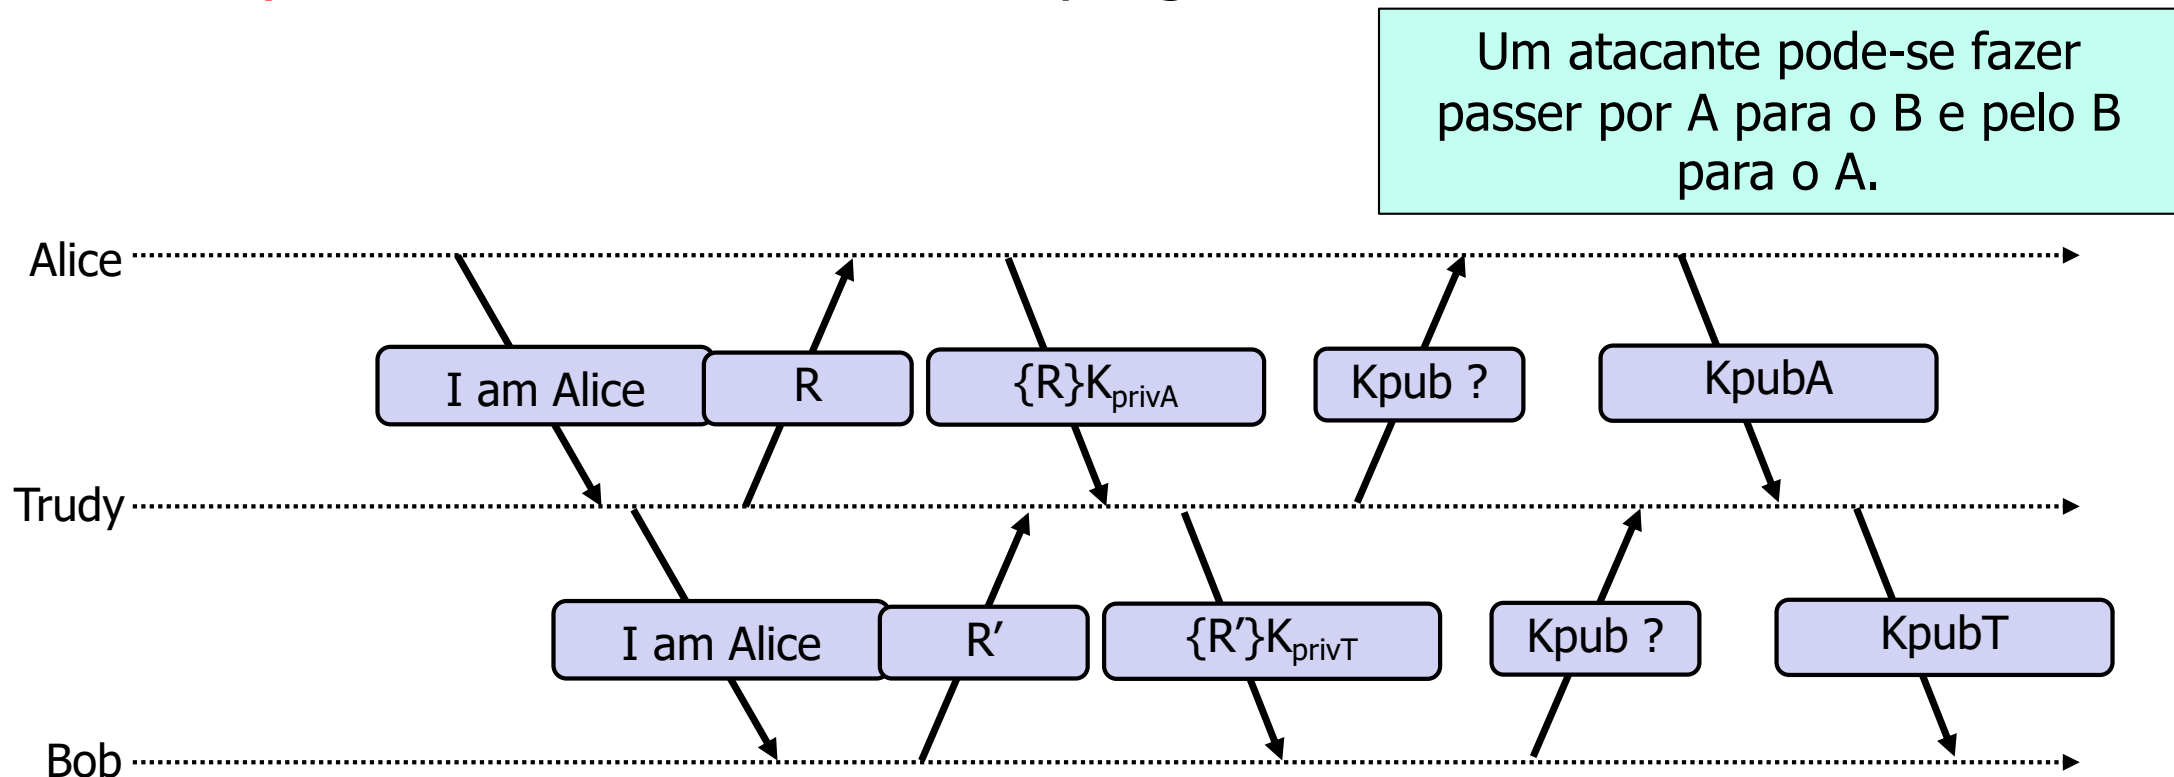 Um atacante pode-se fazer
passer por A para o B e pelo B
para o A.
Alice
I am Alice
R
{R}KprivA
Kpub ?
KpubA
Trudy
I am Alice
R’
{R’}KprivT
Kpub ?
KpubT
Bob